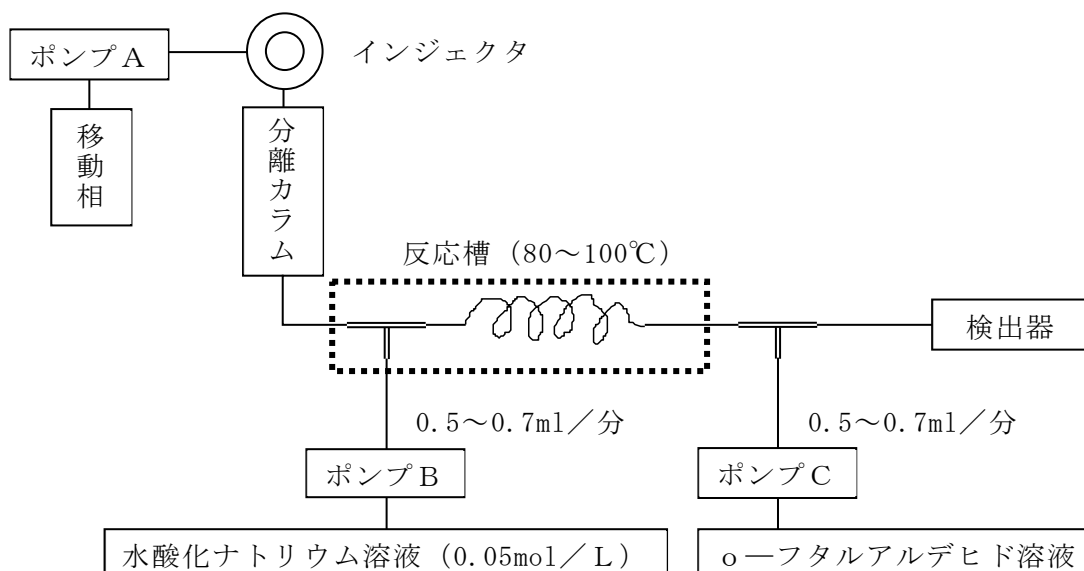 ポンプA
インジェクタ
移動相
分離カラム
反応槽（80～100℃）
検出器
0.5～0.7ml／分
0.5～0.7ml／分
ポンプB
ポンプC
水酸化ナトリウム溶液（0.05mol／L）
o―フタルアルデヒド溶液